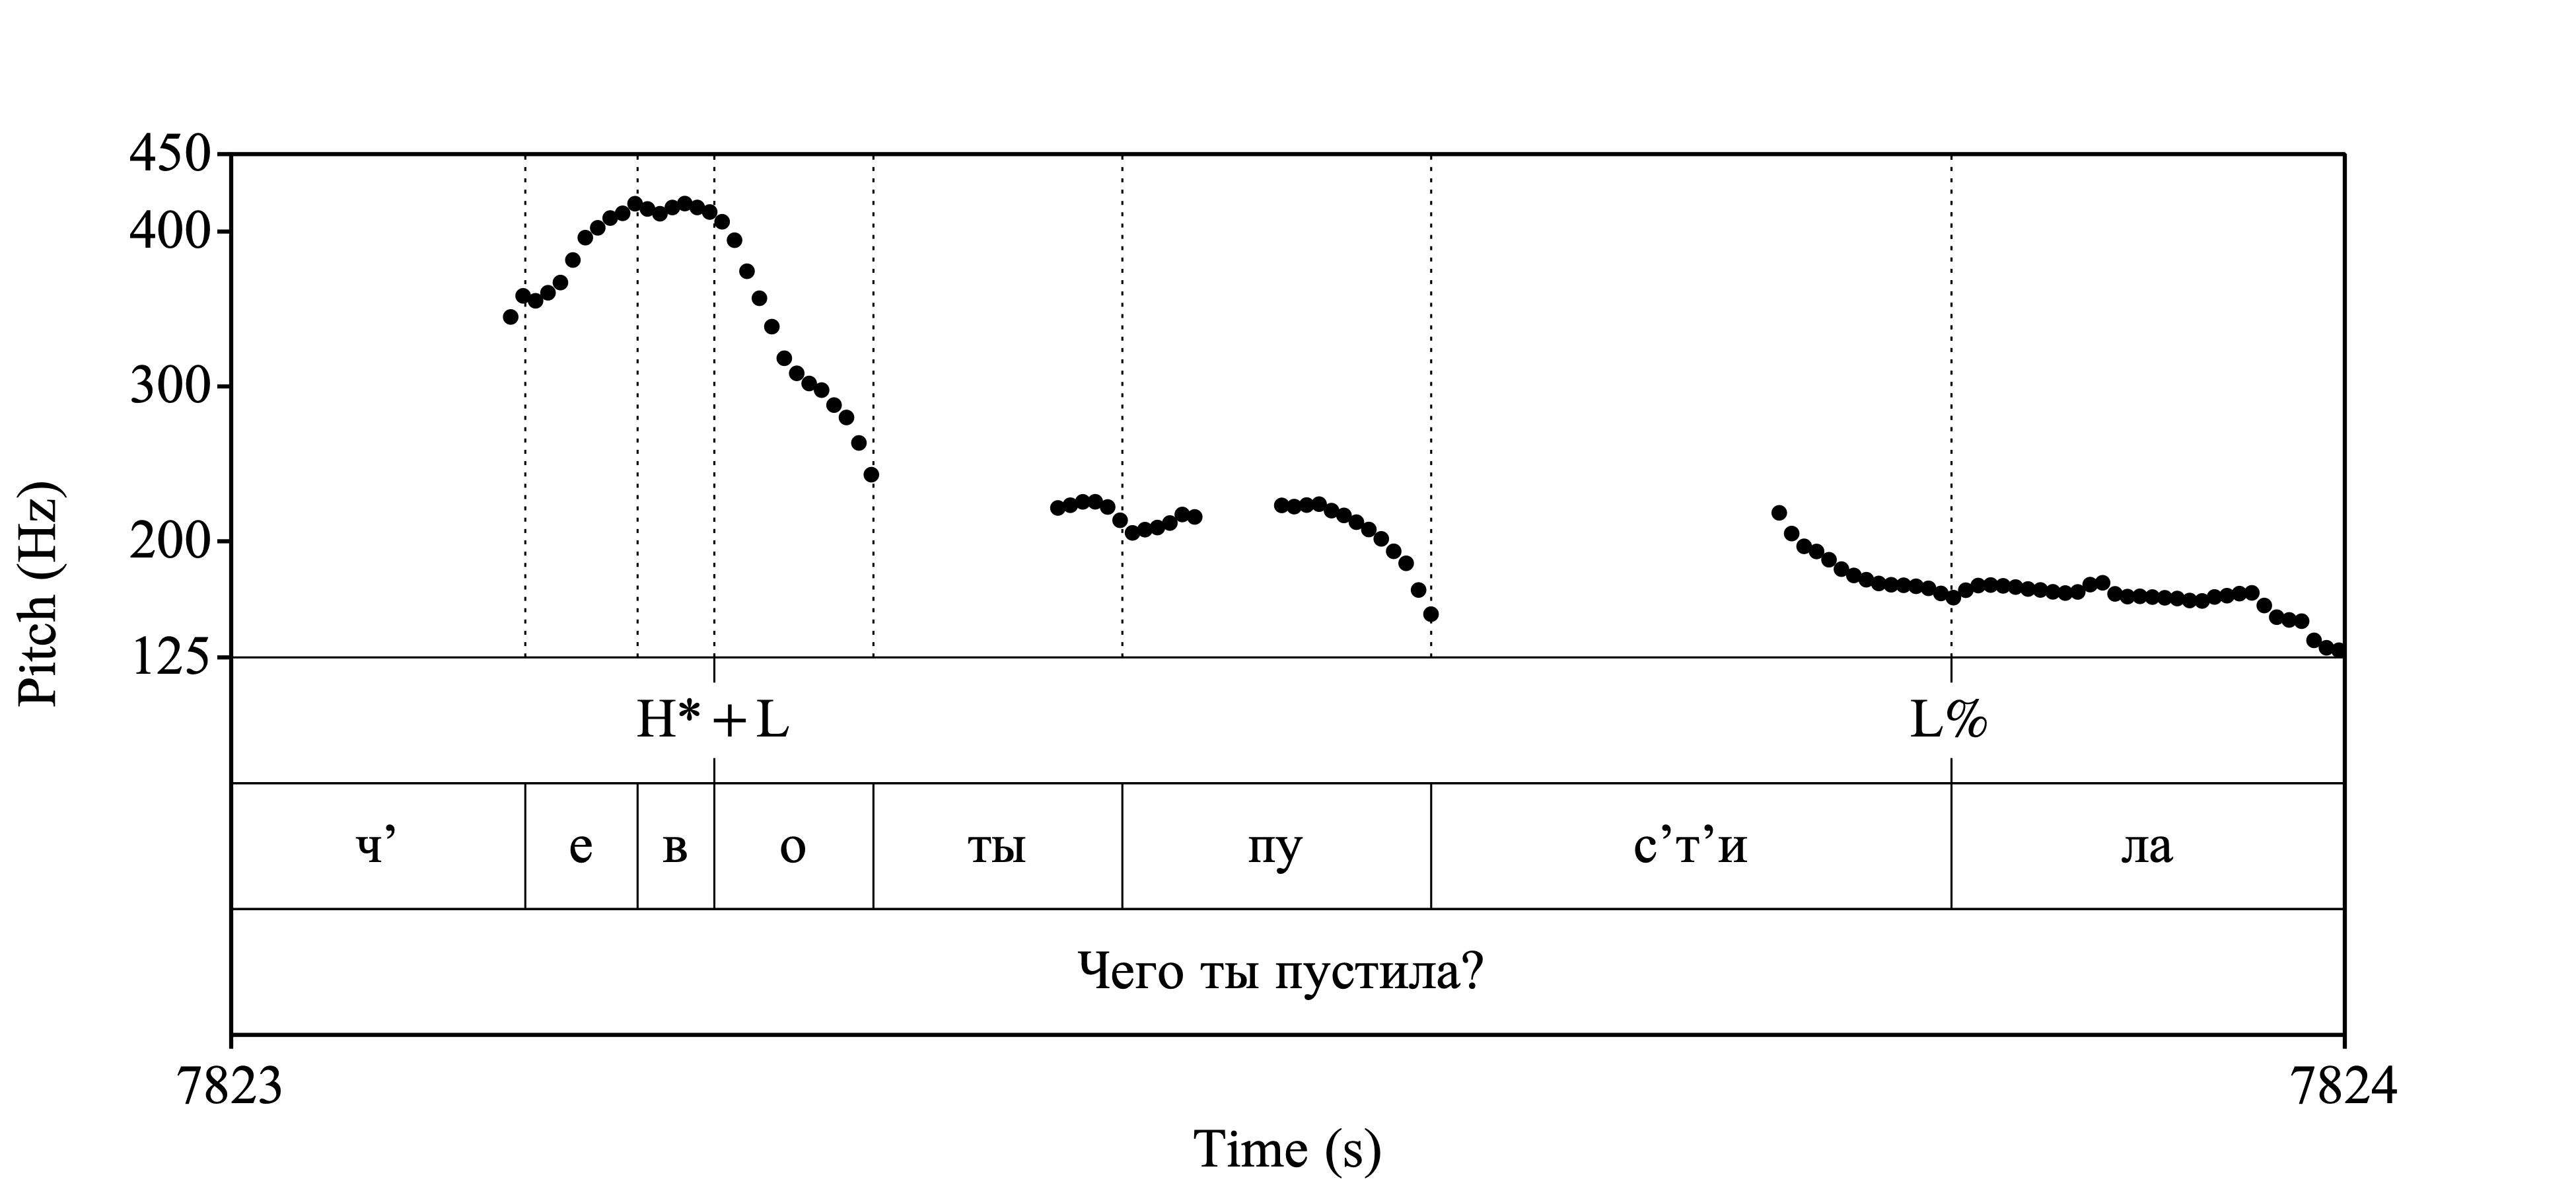 450
400
300
200
125
Pitch (Hz)
H* + L L%
ч’ е в о ты пу с’т’и ла
Чего ты пустила?
7823 7824
Time (s)